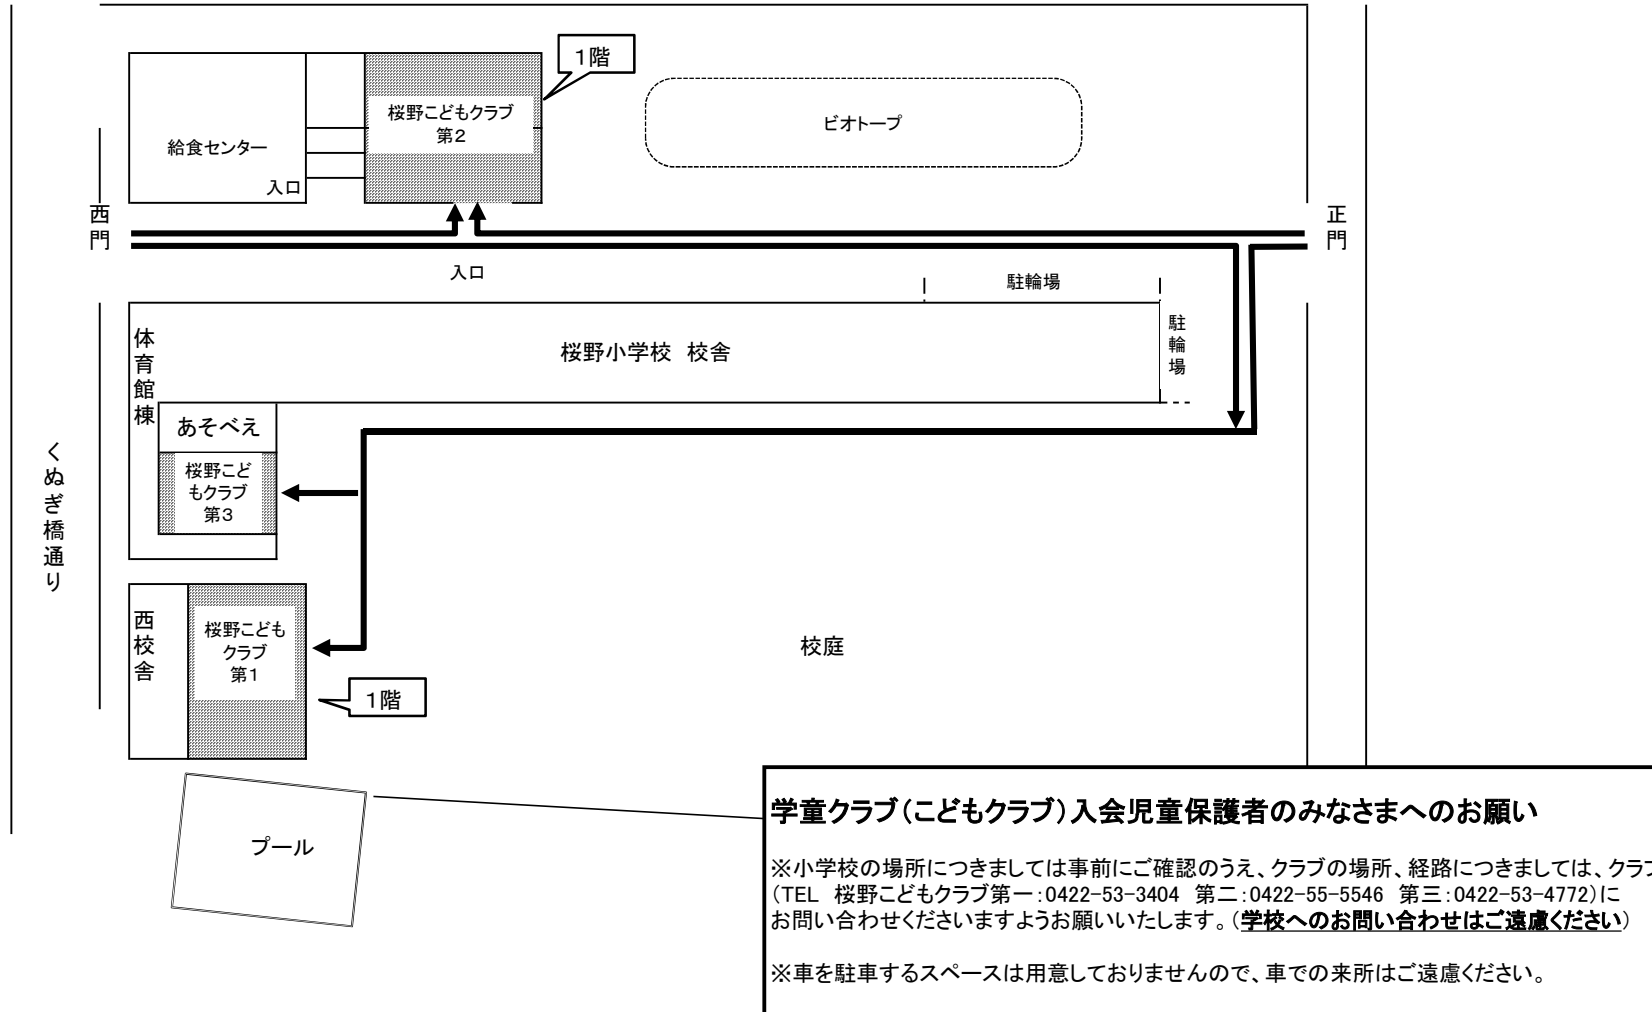 1階
桜野こどもクラブ
第2
ビオトープ
給食センター
入口
西門
正門
入口
駐輪場
駐輪場
体育館棟
桜野小学校 校舎
あそべえ
桜野こど
もクラブ
第3
くぬぎ橋通り
西校舎
桜野こども
クラブ
第1
1階
校庭
プール
学童クラブ(こどもクラブ)入会児童保護者のみなさまへのお願い
※小学校の場所につきましては事前にご確認のうえ、クラブの場所、経路につきましては、クラブ
(TEL 桜野こどもクラブ第一:0422-53-3404 第二:0422-55-5546 第三:0422-53-4772)に
お問い合わせくださいますようお願いいたします。(学校へのお問い合わせはご遠慮ください)
※車を駐車するスペースは用意しておりませんので、車での来所はご遠慮ください。